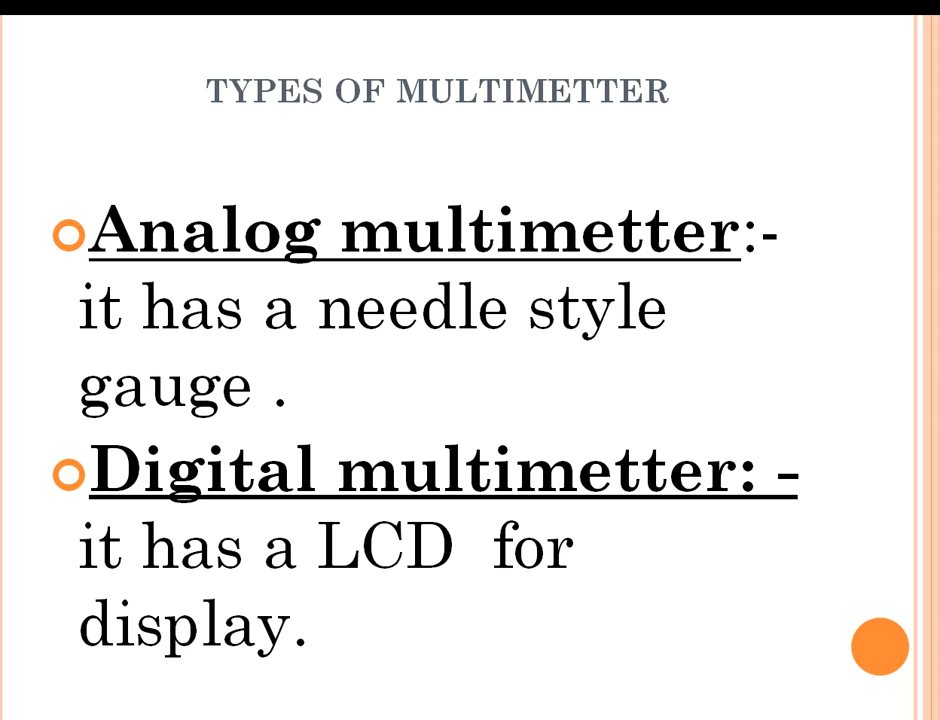 TYPES OF MULTIMETTER
Analog multimetter:-
it has a needle style
gauge .
Digital multimetter: -
it has a LCD  for
display.